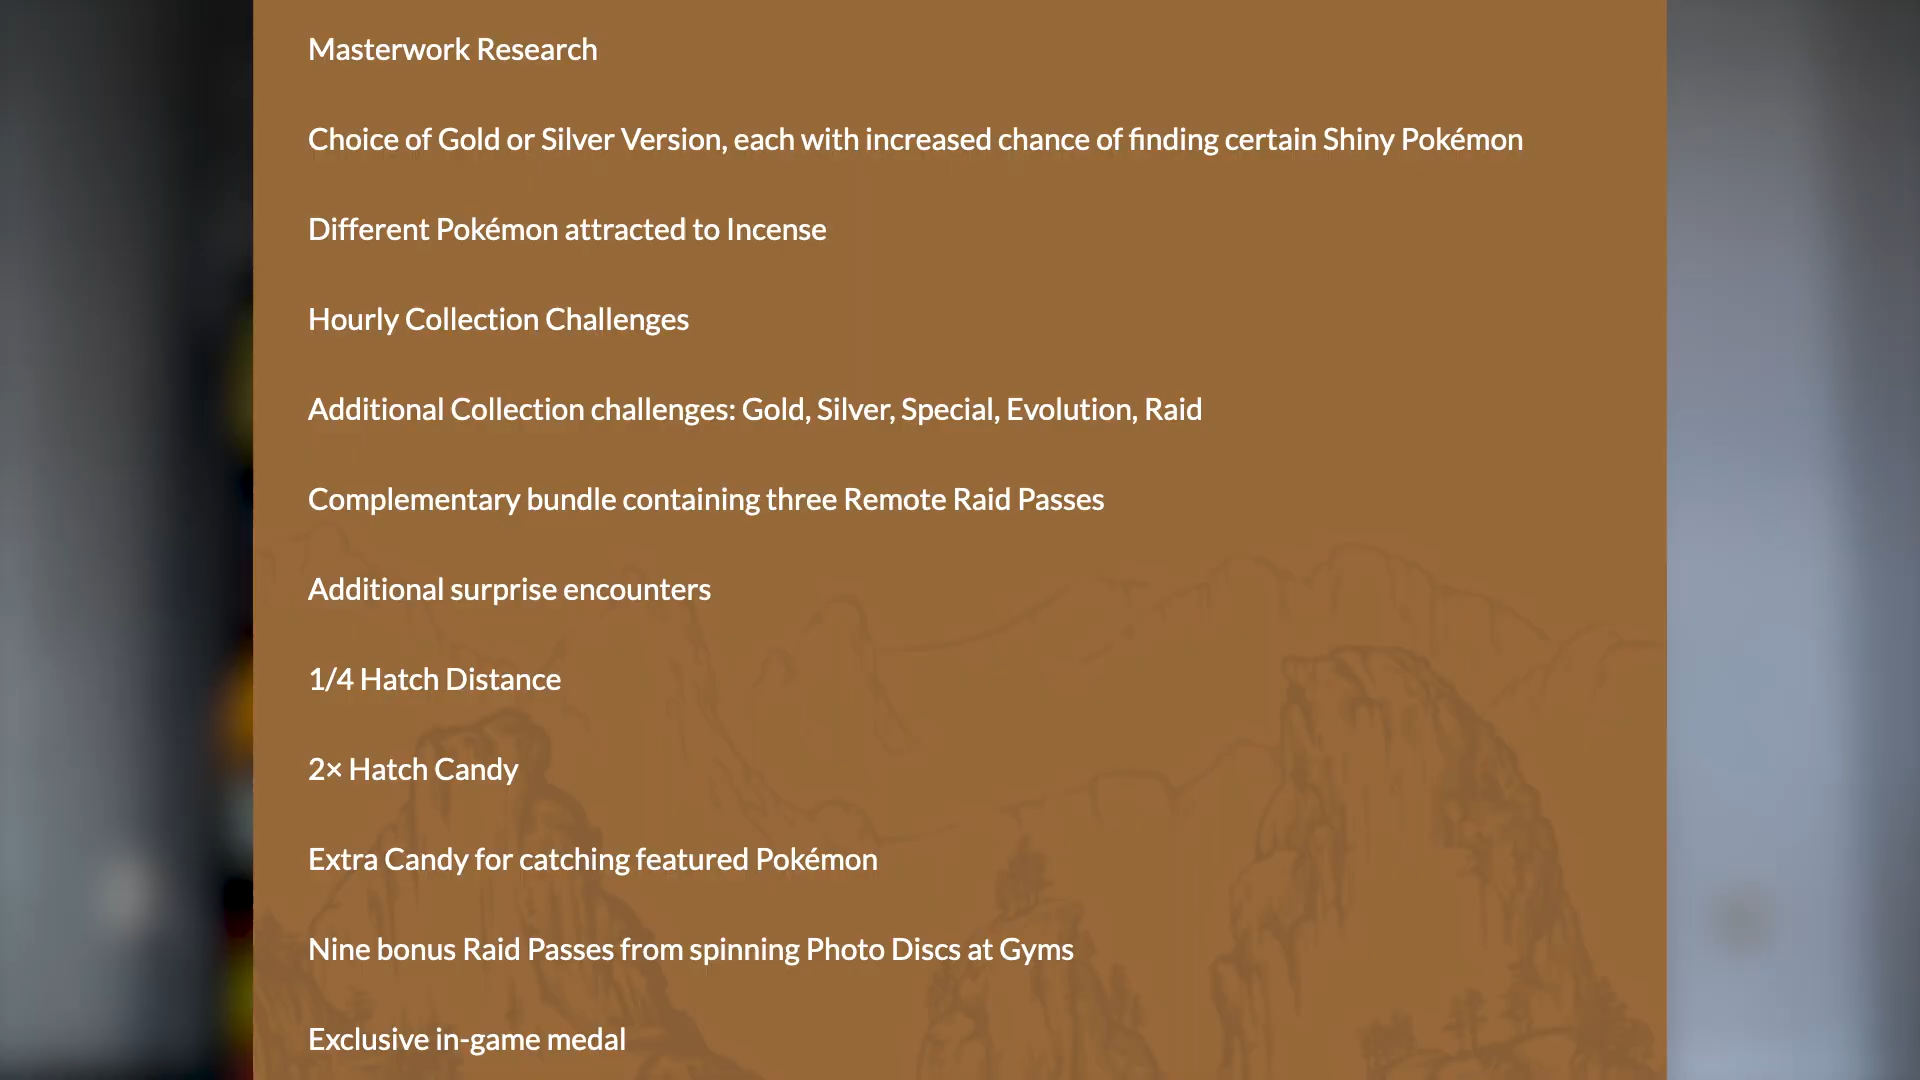 Masterwork Research
Choice of Gold or Silver Version, each with increased chance of finding certain Shiny Pokémon
Different Pokémon attracted to Incense
Hourly Collection Challenges
Additional Collection challenges: Gold, Silver, Special, Evolution, Raid
Complementary bundle containing three Remote Raid Passes
Additional surprise encounters
1/4 Hatch Distance
2× Hatch Candy
Extra Candy for catching featured Pokémon
Nine bonus Raid Passes from spinning Photo Discs at Gyms
Exclusive in-game medal